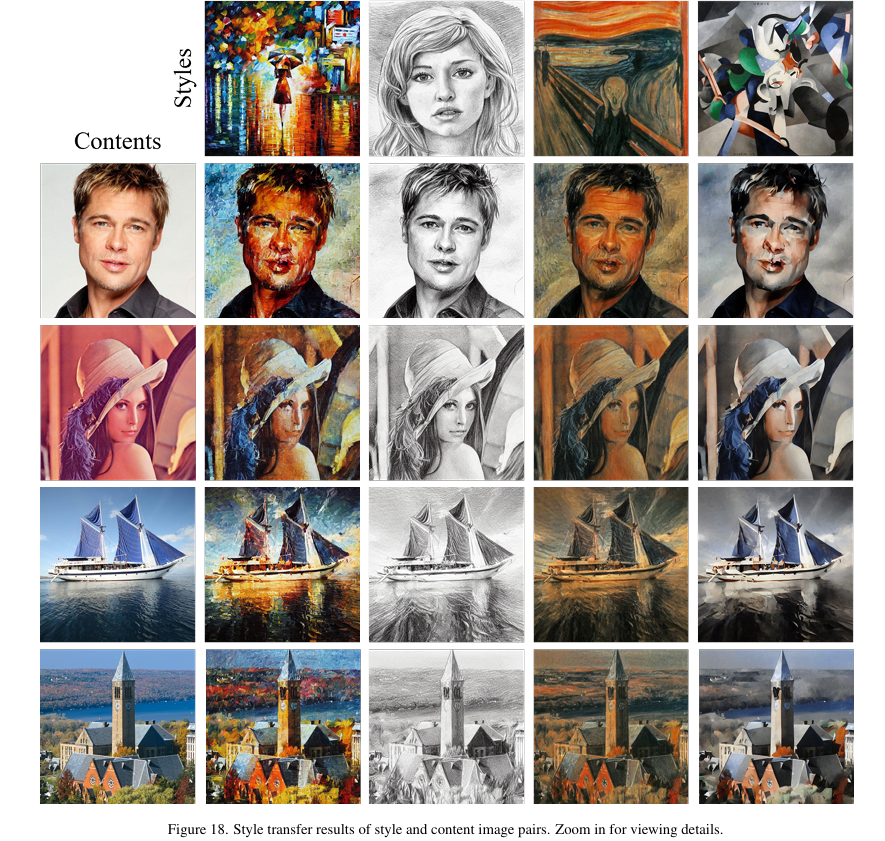 Styles
Contents
Figure 18. Style transfer results of style and content image pairs. Zoom in for viewing details.